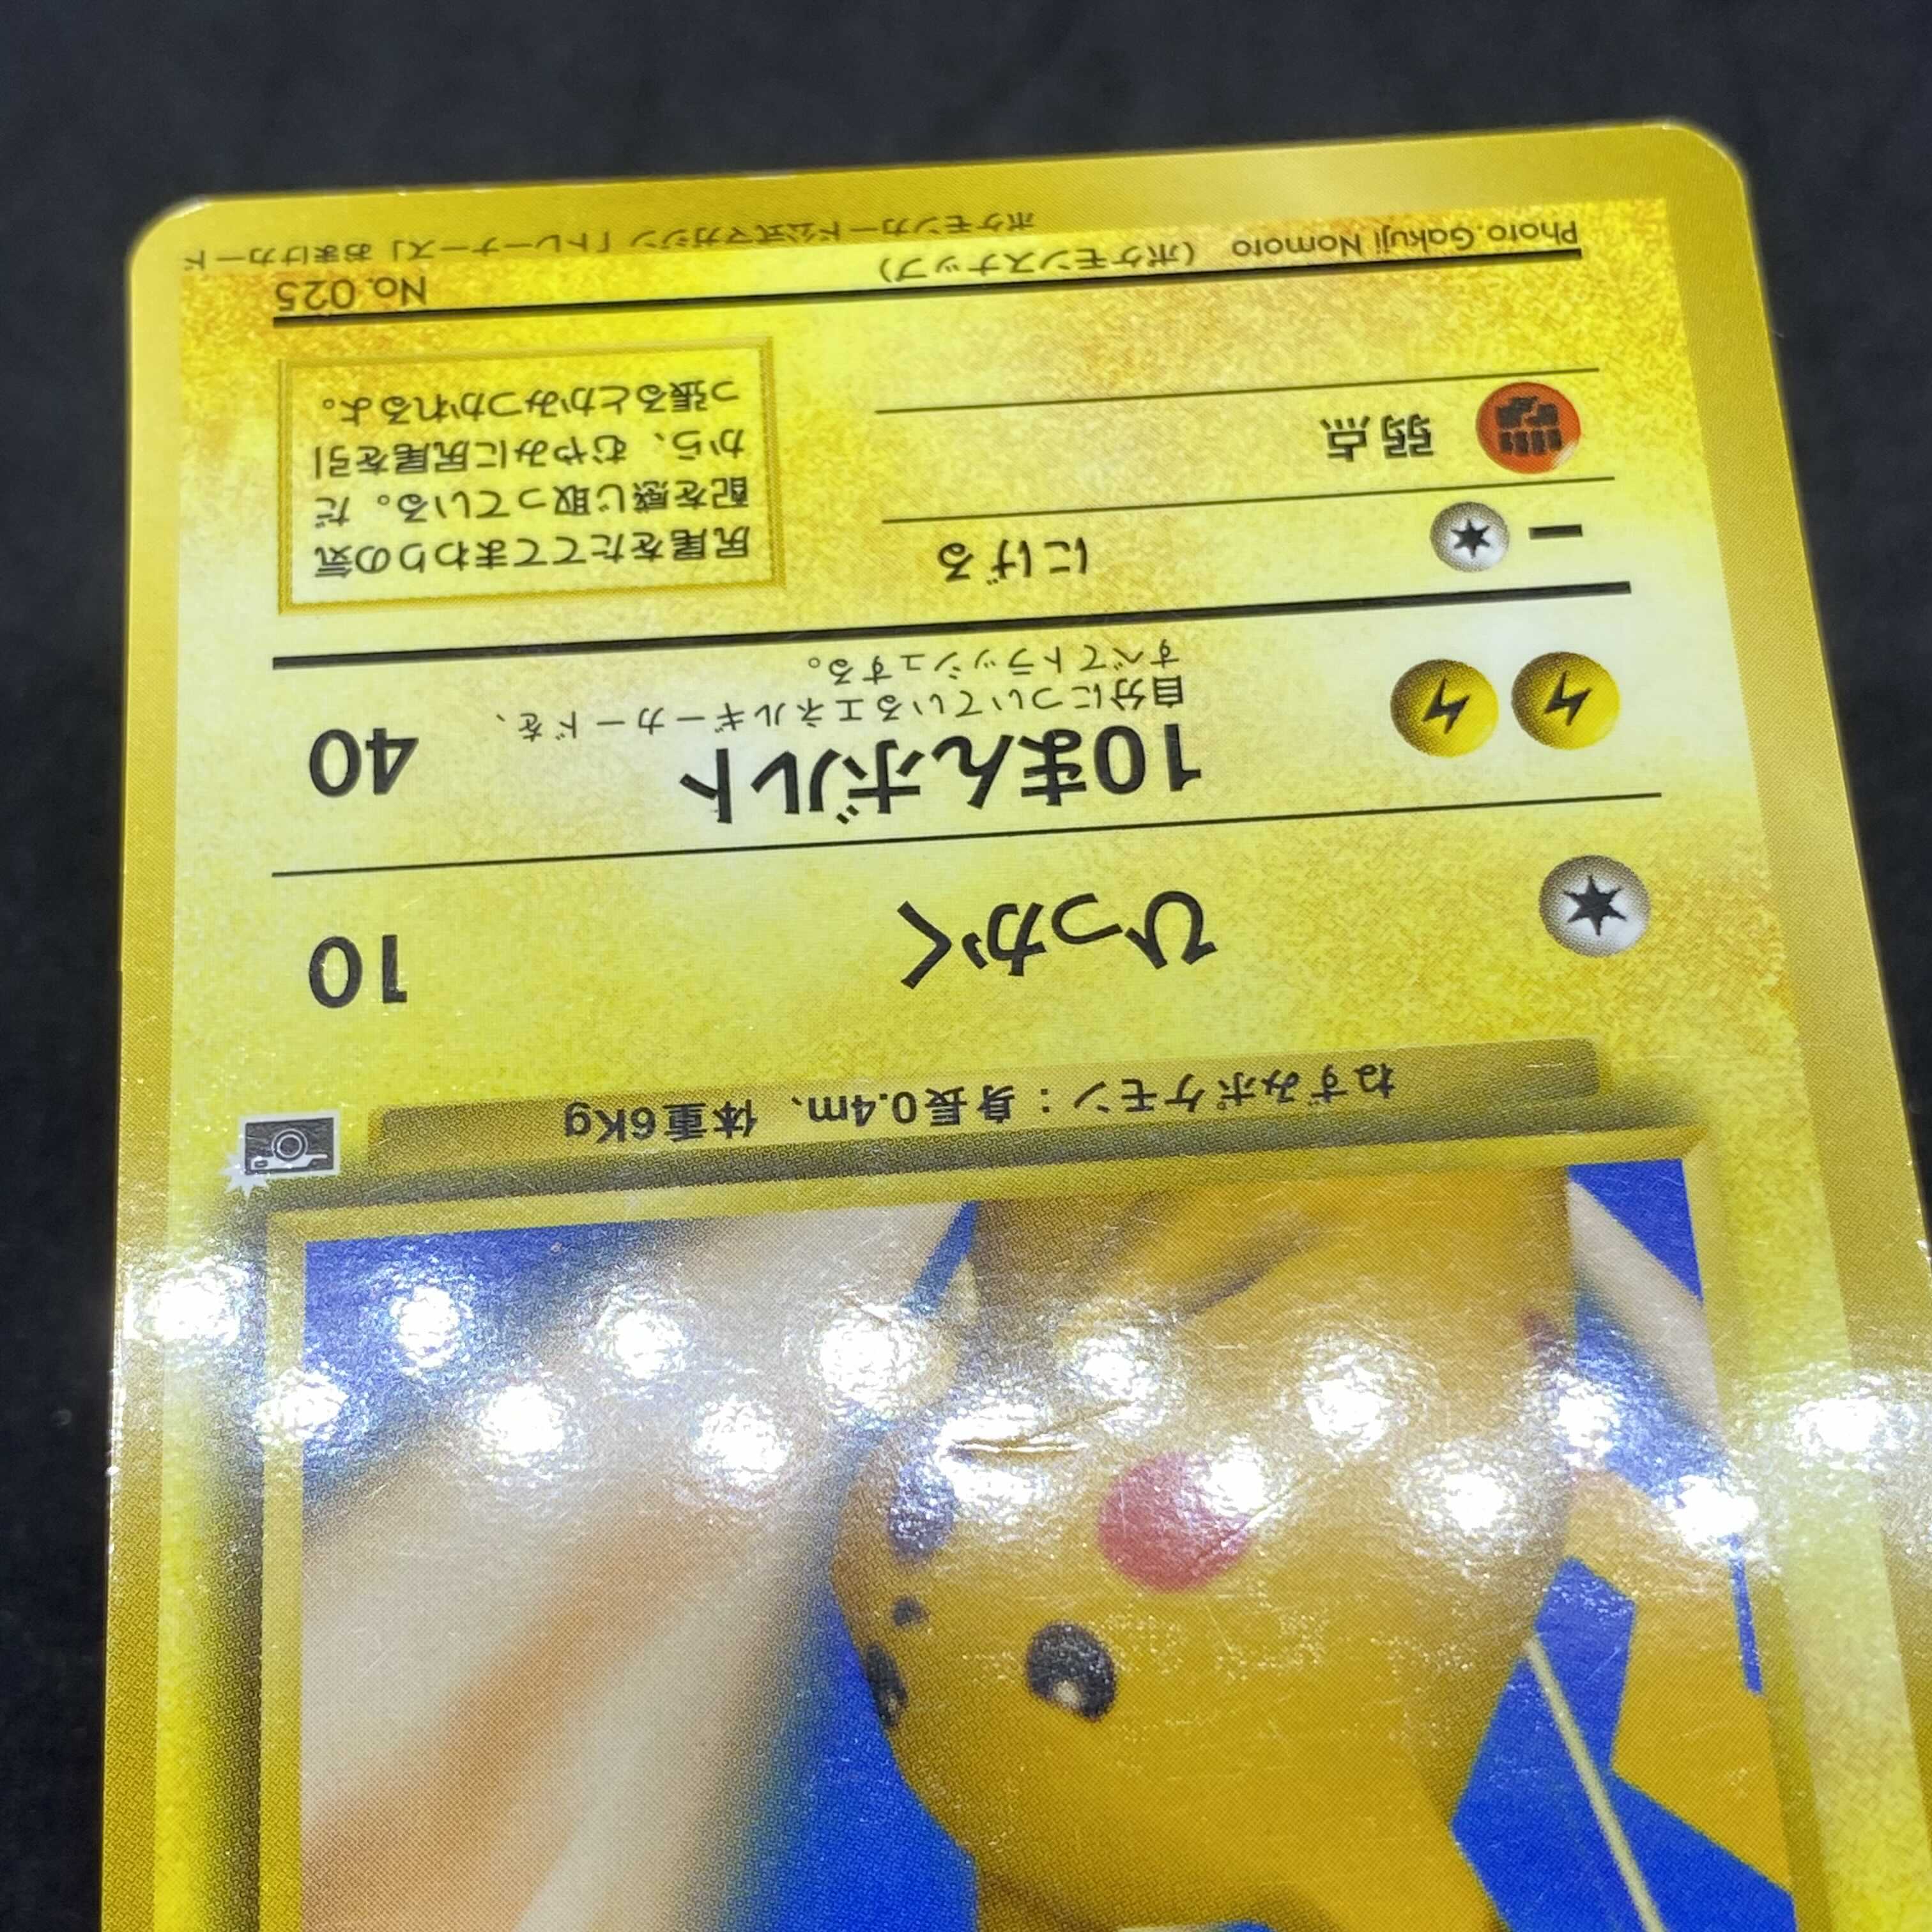 ねずみポケモン：身長0.4m、体重6Kg
ひっかく 10
10まんボルト 40
自分についているエネルギーカードを、
すべてトラッシュする。
ー にげる
弱点
尻尾をたててまわりの気
配を感じ取っている。だ
から、むやみに尻尾を引
っ張るとかみつかれるよ。
Photo.Gakuji Nomoto （ポケモンスナップ） No. 025
ポケモンカード公式マガジン「トレーナーズ」おまけカード